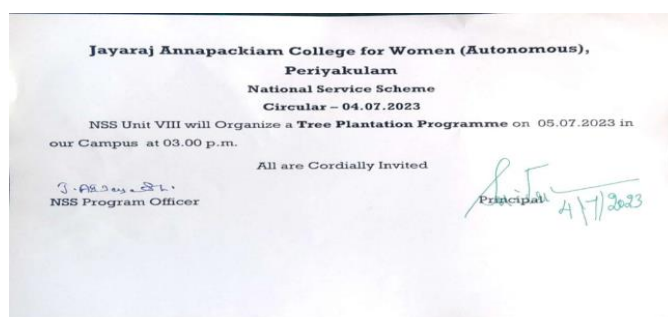 Jayaraj Annapackiam College for Women (Autonomous),
Periyakulam
National Service Scheme
Circular – 04.07.2023
NSS Unit VIII will Organize a Tree Plantation Programme on 05.07.2023 in
our Campus at 03.00 p.m.
All are Cordially Invited
NSS Program Officer
Principal
4/7/2023